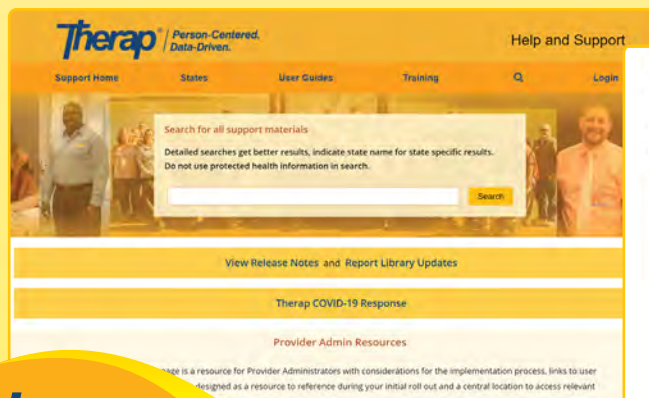 Therap® Person-Centered.
Data-Driven.
Help and Support
Support Home States User Guides Training Login
Search for all support materials
Detailed searches get better results, indicate state name for state specific results.
Do not use protected health information in search.
Search
View Release Notes and Report Library Updates
Therap COVID-19 Response
Provider Admin Resources
is a resource for Provider Administrators with considerations for the implementation process, links to user
designed as a resource to reference during your initial roll out and a central location to access relevant